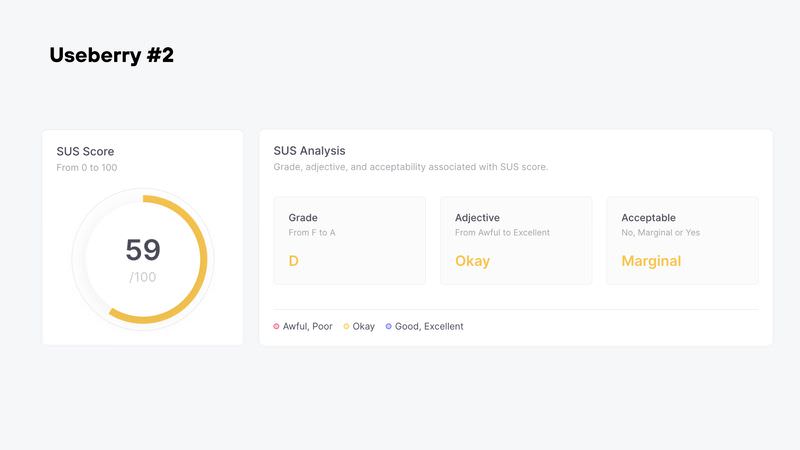 Useberry #2
SUS Score
From 0 to 100
59
/100
SUS Analysis
Grade, adjective, and acceptability associated with SUS score.
Grade
From F to A
D
Adjective
From Awful to Excellent
Okay
Acceptable
No, Marginal or Yes
Marginal
Awful, Poor
Okay
Good, Excellent